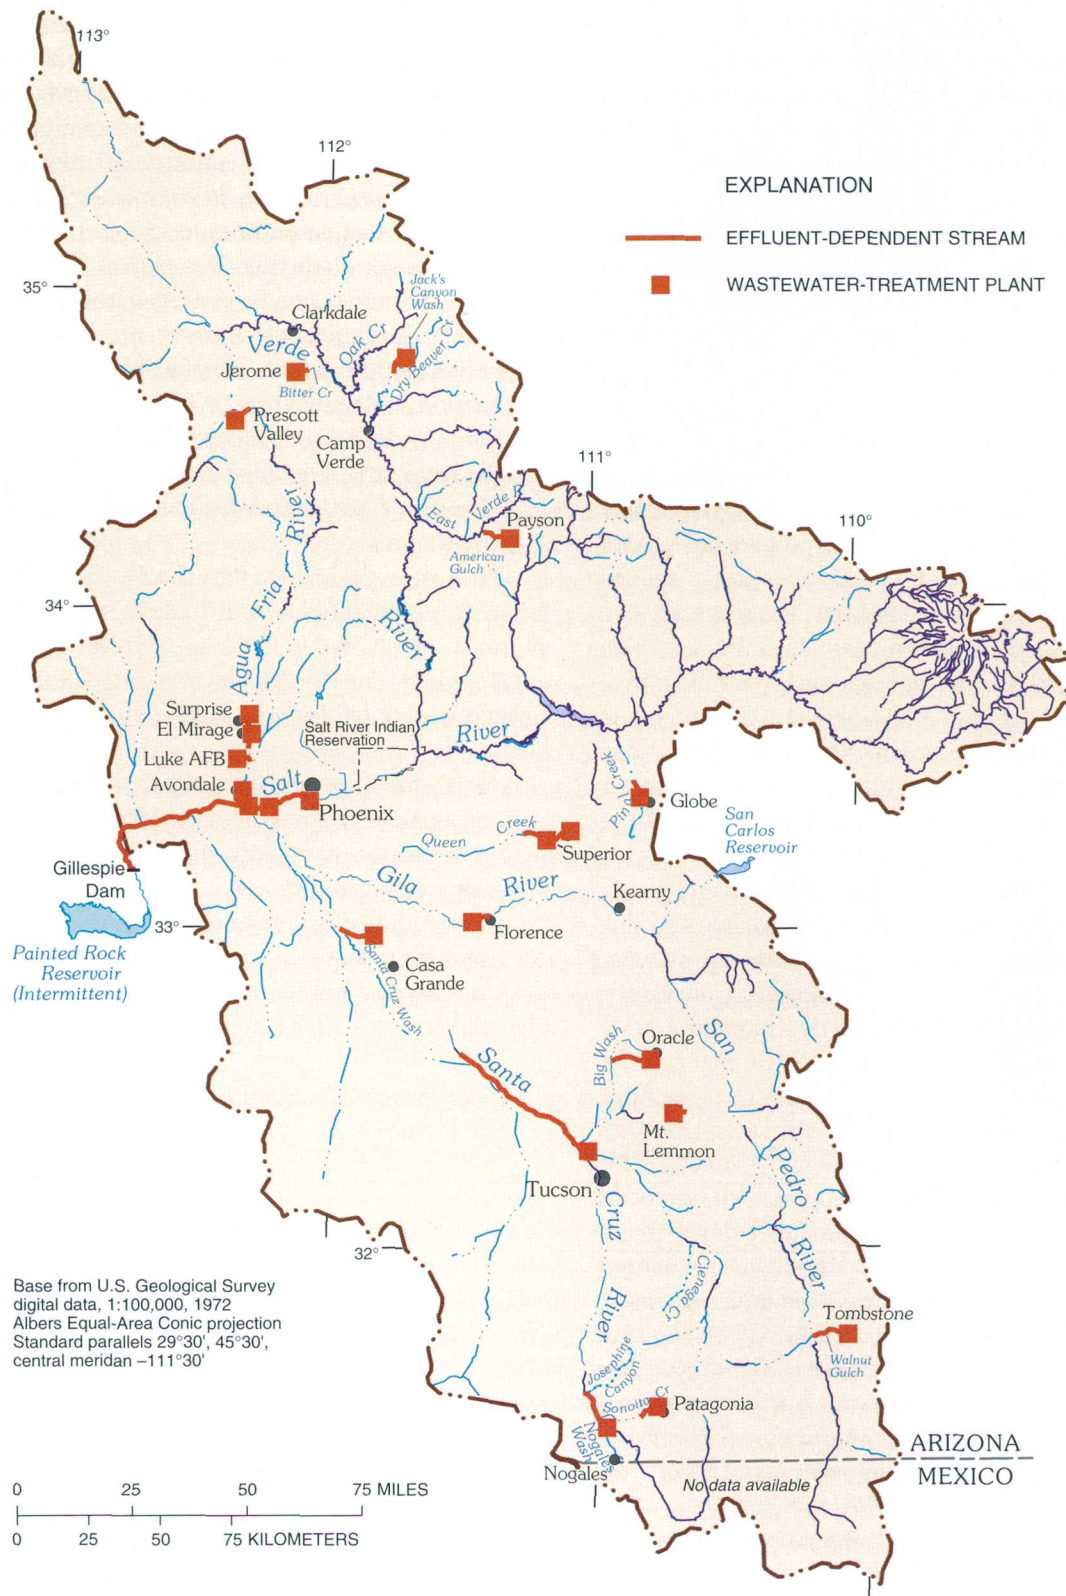 113°
112°
EXPLANATION
EFFLUENT-DEPENDENT STREAM
WASTEWATER-TREATMENT PLANT
35°
Jack's
Canyon
Wash
Clarkdale
Verde
Oak Cr
Dry Beaver Cr
Jerome
Bitter Cr
Prescott
Valley
Camp
Verde
111°
River
East
Verde R
Payson
American
Gulch
110°
34°
Fria
River
Agua
Surprise
El Mirage
Salt River Indian
Reservation
River
Luke AFB
Avondale
Salt
Phoenix
Pinal Creek
Globe
San
Carlos
Reservoir
Queen
Creek
Superior
Gillespie
Dam
Gila
River
Kearny
33°
Florence
Painted Rock
Reservoir
(Intermittent)
Casa
Grande
Santa Cruz Wash
San
Big Wash
Oracle
Santa
Mt.
Lemmon
Pedro
Tucson
Cruz
32°
River
Cienega Cr
Base from U.S. Geological Survey
digital data, 1:100,000, 1972
Albers Equal-Area Conic projection
Standard parallels 29°30', 45°30',
central meridian –111°30'
River
Tombstone
Walnut
Gulch
Josephine
Canyon
Sonoita Cr
Patagonia
Nogales
Wash
Nogales
ARIZONA
MEXICO
No data available
0 25 50 75 MILES
0 25 50 75 KILOMETERS